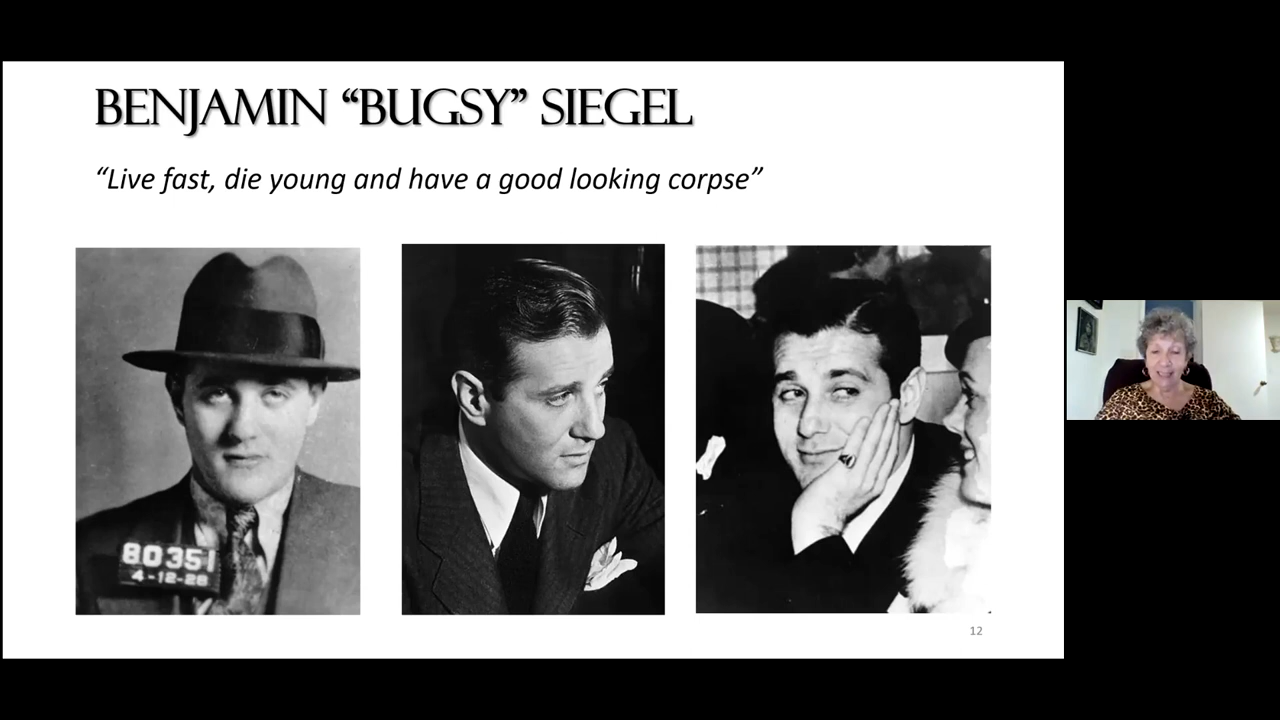 BENJAMIN “BUGSY” SIEGEL
“Live fast, die young and have a good looking corpse”
80351
4-12-28
12